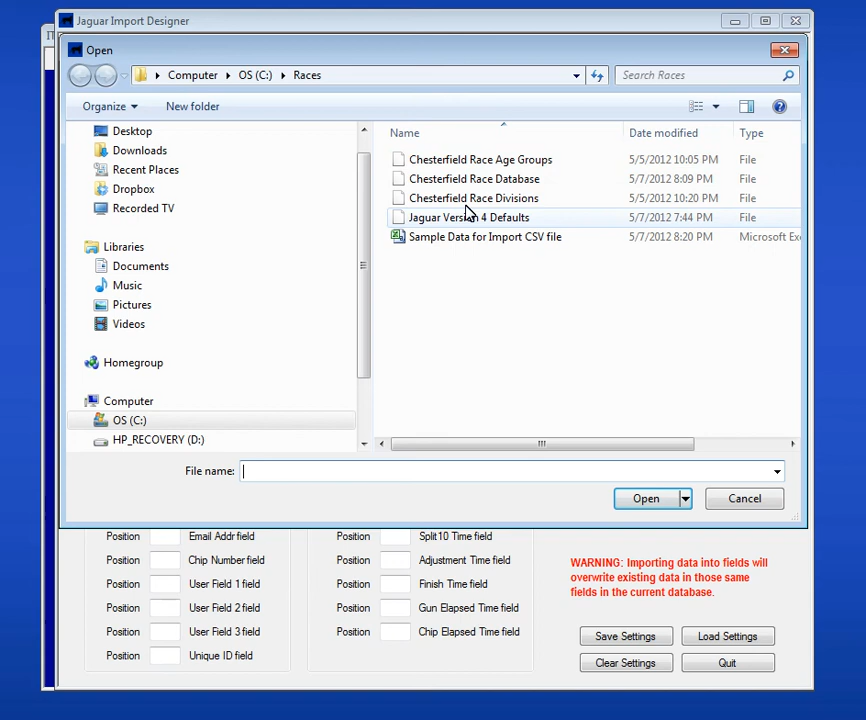 Jaguar Import Designer
Open
Computer OS (C:) Races
Search Races
Organize New folder
Name Date modified Type
Desktop
Downloads
Recent Places
Dropbox
Recorded TV
Libraries
Documents
Music
Pictures
Videos
Homegroup
Computer
OS (C:)
HP_RECOVERY (D:)
Chesterfield Race Age Groups 5/5/2012 10:05 PM File
Chesterfield Race Database 5/7/2012 8:09 PM File
Chesterfield Race Divisions 5/5/2012 10:20 PM File
Jaguar Version 4 Defaults 5/7/2012 7:44 PM File
Sample Data for Import CSV file 5/7/2012 8:20 PM Microsoft Exc
File name:
Open Cancel
Position Email Addr field
Position Chip Number field
Position User Field 1 field
Position User Field 2 field
Position User Field 3 field
Position Unique ID field
Position Split10 Time field
Position Adjustment Time field
Position Finish Time field
Position Gun Elapsed Time field
Position Chip Elapsed Time field
WARNING: Importing data into fields will
overwrite existing data in those same
fields in the current database.
Save Settings Load Settings
Clear Settings Quit